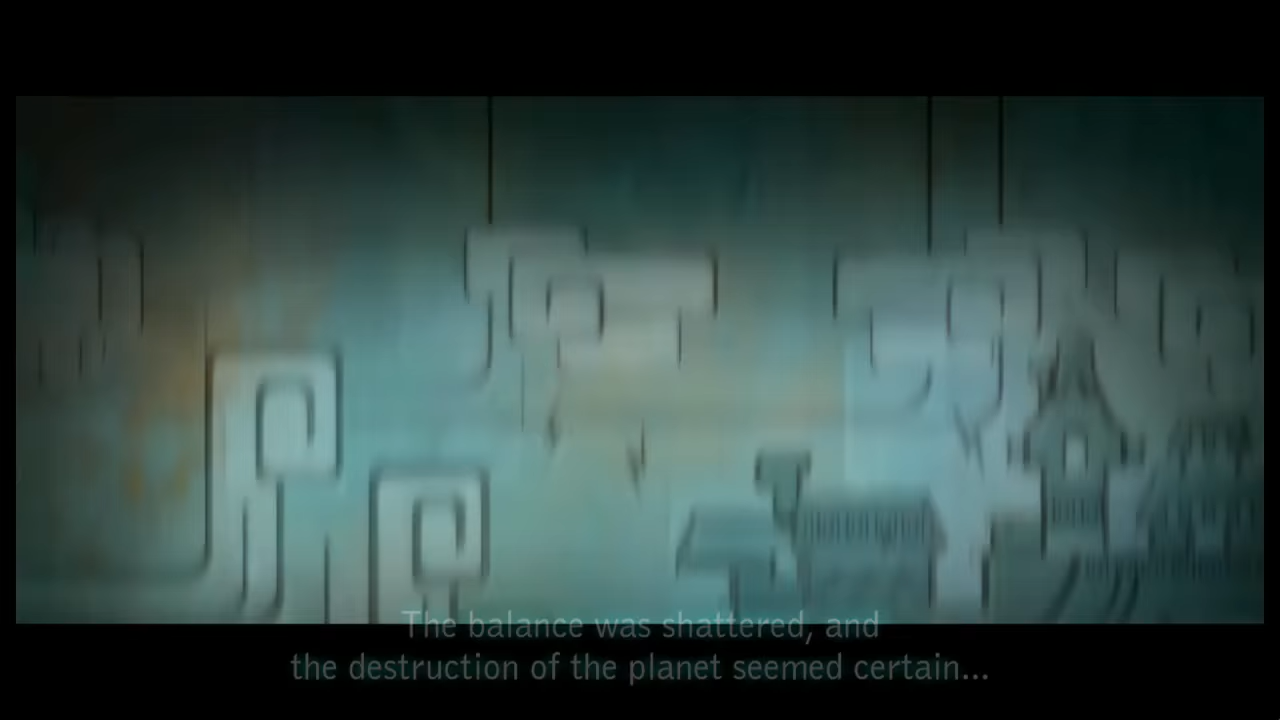 The balance was shattered, and
the destruction of the planet seemed certain...